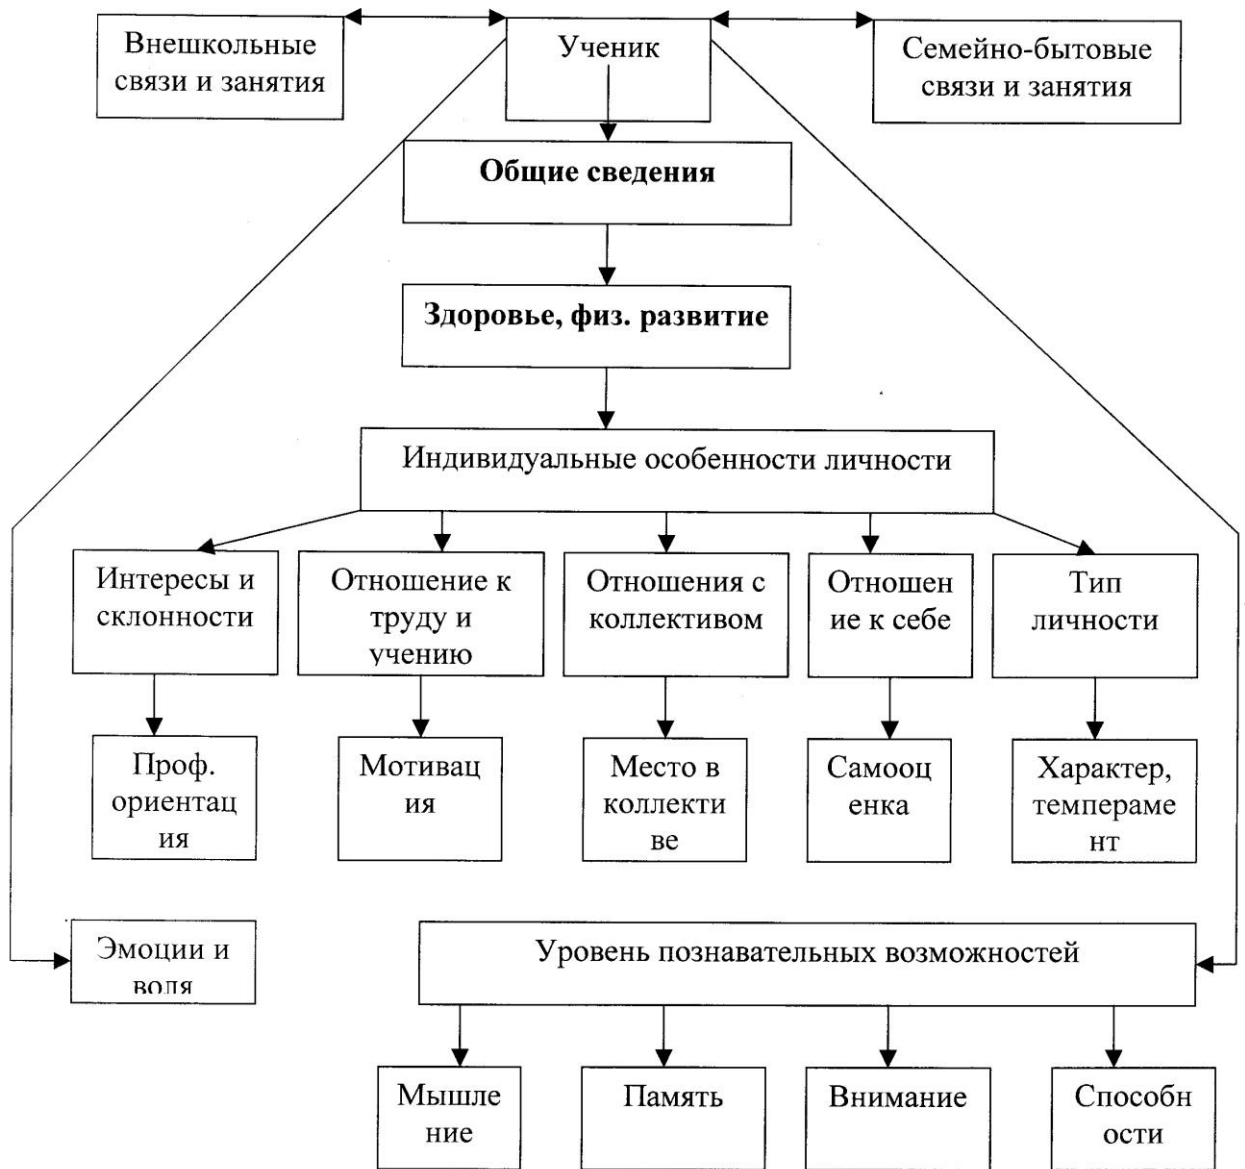 Внешкольные
связи и занятия
Ученик
Семейно-бытовые
связи и занятия
Общие сведения
Здоровье, физ. развитие
Индивидуальные особенности личности
Интересы и
склонности
Отношение к
труду и
учению
Отношения с
коллективом
Отношен
ие к себе
Тип
личности
Проф.
ориентац
ия
Мотивац
ия
Место в
коллекти
ве
Самооц
енка
Характер,
темперамe
нт
Эмоции и
воля
Уровень познавательных возможностей
Мышле
ние
Память
Внимание
Способн
ости